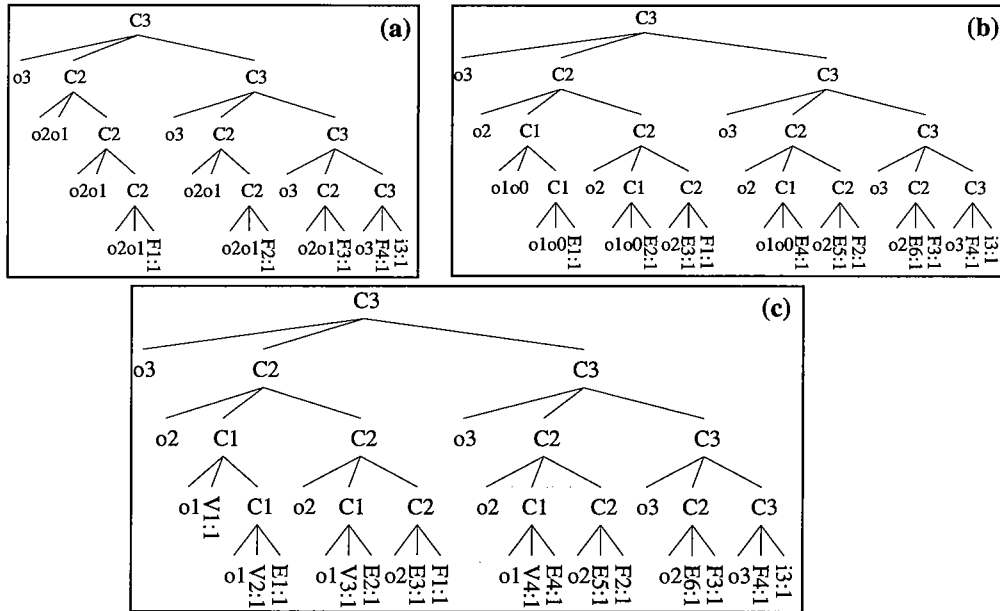 (a)
C3
o3 C2 C3
o2o1 C2 o3 C2 C3
o2o1 C2 o2o1 C2 o3 C2 C3
o2o1 F1:1 o2o1 F2:1 o2o1 F3:1 o3 F4:1 i3:1
(b)
C3
o3 C2 C3
o2 C1 C2 o3 C2 C3
o1o0 C1 o2 C1 C2 o2 C1 C2 o3 C2 C3
o1o0 E1:1 o1o0 E2:1 o2 E3:1 F1:1 o1o0 E4:1 o2 E5:1 F2:1 o2 E6:1 F3:1 o3 F4:1 i3:1
(c)
C3
o3 C2 C3
o2 C1 C2 o3 C2 C3
o1 V1:1 C1 o2 C1 C2 o2 C1 C2 o3 C2 C3
o1 V2:1 E1:1 o1 V3:1 E2:1 o2 E3:1 F1:1 o1 V4:1 E4:1 o2 E5:1 F2:1 o2 E6:1 F3:1 o3 F4:1 i3:1